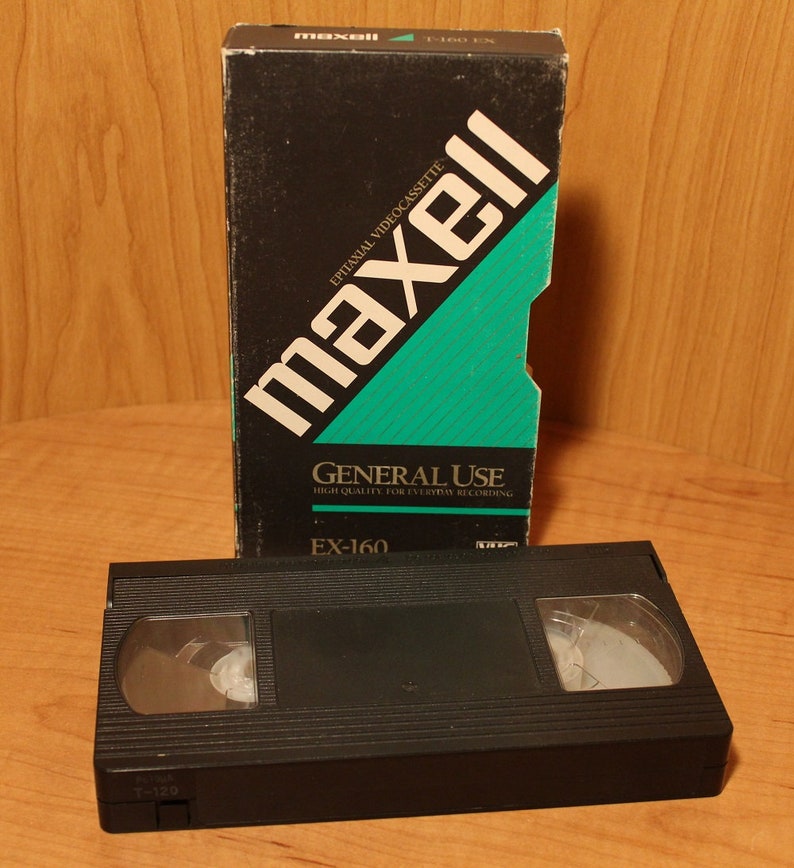 maxell T-160 EX
EPITAXIAL VIDEOCASSETTE
maxell
GENERAL USE
HIGH QUALITY, FOR EVERYDAY RECORDING
EX-160 VHS
T-120